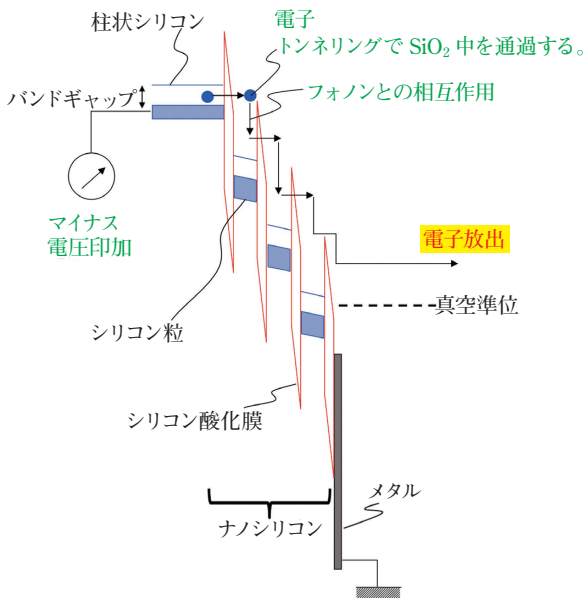 柱状シリコン
電子
トンネリングで SiO₂ 中を通過する。
バンドギャップ
フォノンとの相互作用
マイナス
電圧印加
電子放出
真空準位
シリコン粒
シリコン酸化膜
メタル
ナノシリコン